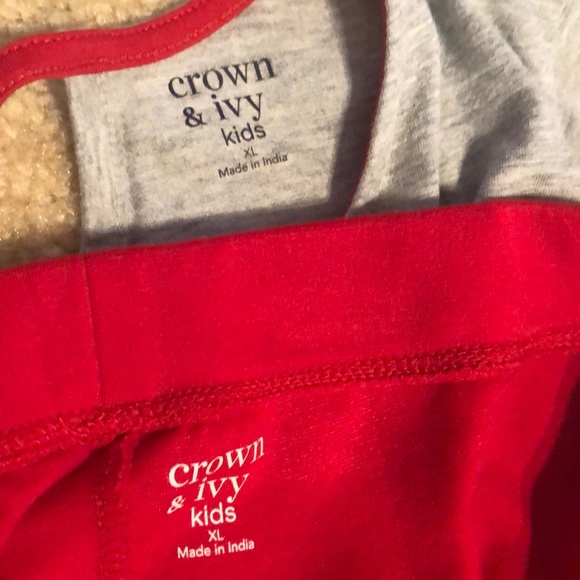 crown
& ivy
kids
XL
Made in India
crown
& ivy
kids
XL
Made in India